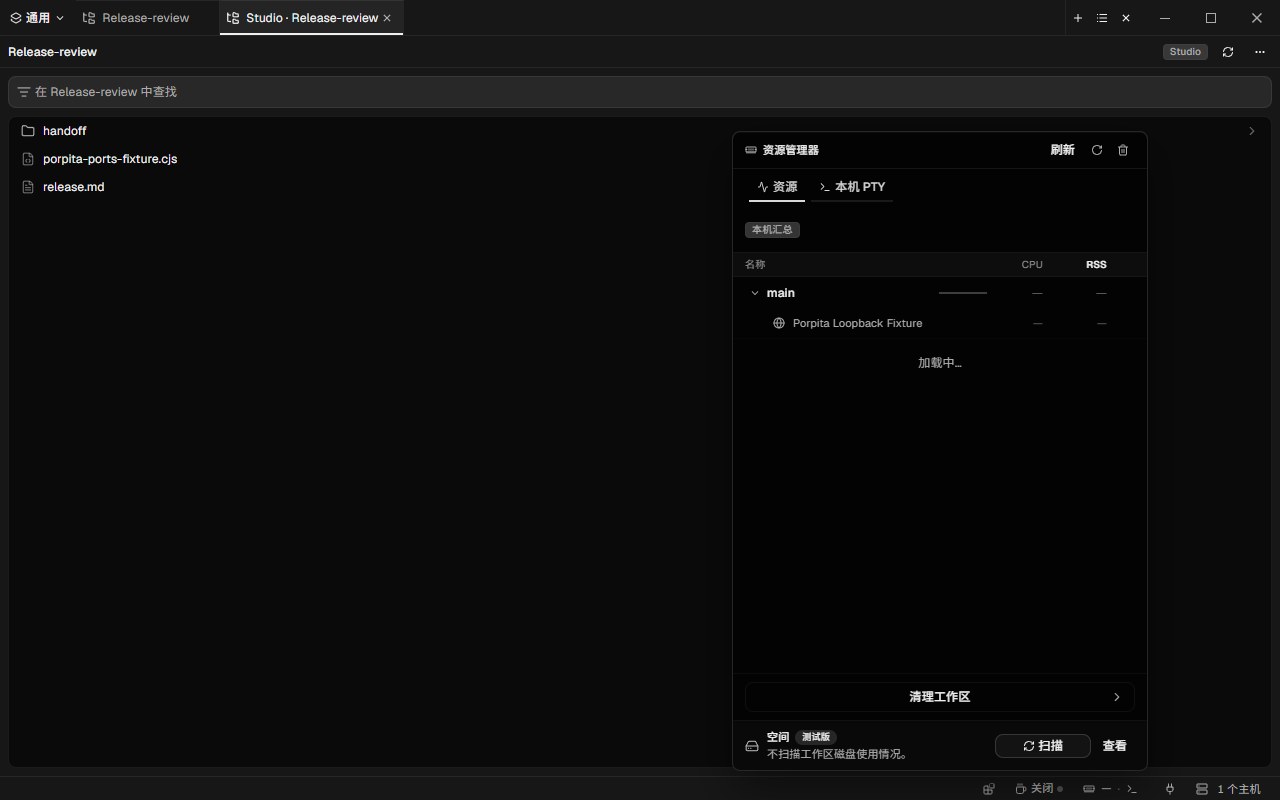 通用
Release-review
Studio · Release-review
Release-review
Studio
在 Release-review 中查找
handoff
porpita-ports-fixture.cjs
release.md
资源管理器
刷新
资源
本机 PTY
本机汇总
名称 CPU RSS
main — —
Porpita Loopback Fixture — —
加载中...
清理工作区
空间 测试版
不扫描工作区磁盘使用情况。
扫描
查看
关闭
— ·
1 个主机